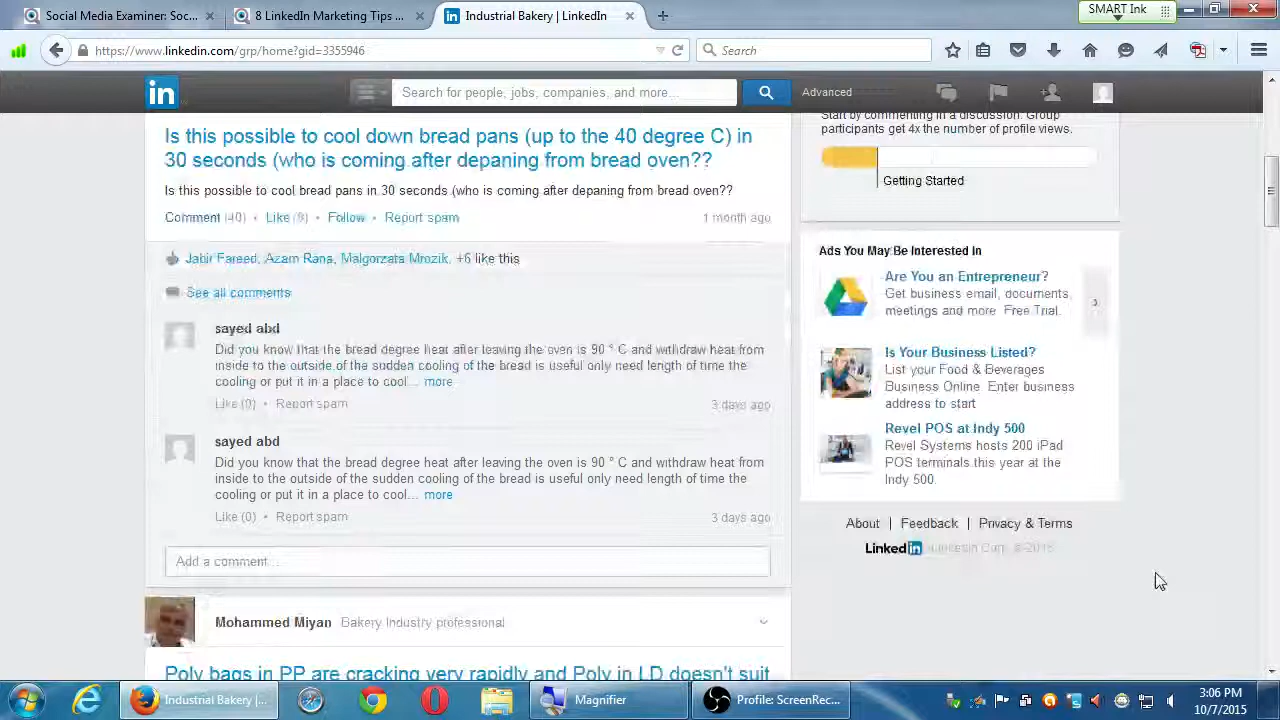 Social Media Examiner: Soc...
8 LinkedIn Marketing Tips ...
Industrial Bakery | LinkedIn
SMART Ink
https://www.linkedin.com/grp/home?gid=3355946
Search
in
Search for people, jobs, companies, and more...
Advanced
Is this possible to cool down bread pans (up to the 40 degree C) in
30 seconds (who is coming after depaning from bread oven??
Is this possible to cool bread pans in 30 seconds (who is coming after depaning from bread oven??
Comment (40) • Like (9) • Follow • Report spam
1 month ago
Jabir Fareed, Azam Rana, Malgorzata Mrozik, +6 like this
See all comments
sayed abd
Did you know that the bread degree heat after leaving the oven is 90 ° C and withdraw heat from
inside to the outside of the sudden cooling of the bread is useful only need length of time the
cooling or put it in a place to cool... more
Like (0) • Report spam
3 days ago
sayed abd
Did you know that the bread degree heat after leaving the oven is 90 ° C and withdraw heat from
inside to the outside of the sudden cooling of the bread is useful only need length of time the
cooling or put it in a place to cool... more
Like (0) • Report spam
3 days ago
Add a comment...
Mohammed Miyan Bakery Industry professional
Poly bags in PP are cracking very rapidly and Poly in LD doesn't suit
Start by commenting in a discussion. Group
participants get 4x the number of profile views.
Getting Started
Ads You May Be Interested In
Are You an Entrepreneur?
Get business email, documents,
meetings and more. Free Trial.
Is Your Business Listed?
List your Food & Beverages
Business Online. Enter business
address to start
Revel POS at Indy 500
Revel Systems hosts 200 iPad
POS terminals this year at the
Indy 500.
About | Feedback | Privacy & Terms
Linked in LinkedIn Corp. © 2015
Industrial Bakery |...
Magnifier
Profile: ScreenRec...
3:06 PM
10/7/2015